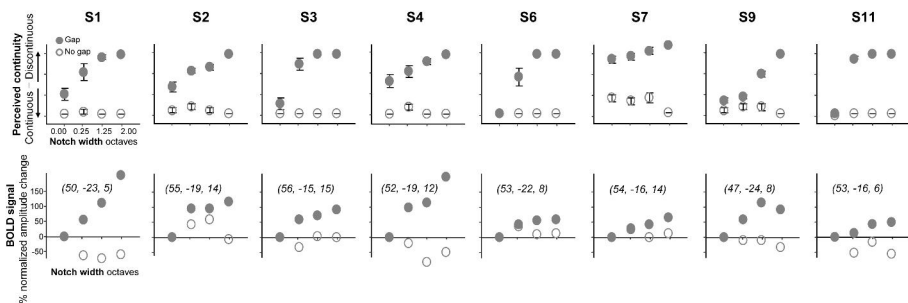 S1 S2 S3 S4 S6 S7 S9 S11
Gap
No gap
Perceived continuity
Continuous Discontinuous
0.00 0.25 1.25 2.00
Notch width octaves
BOLD signal
% normalized amplitude change
150
100
50
0
-50
(50, -23, 5) (55, -19, 14) (56, -15, 15) (52, -19, 12) (53, -22, 8) (54, -16, 14) (47, -24, 8) (53, -16, 6)
Notch width octaves